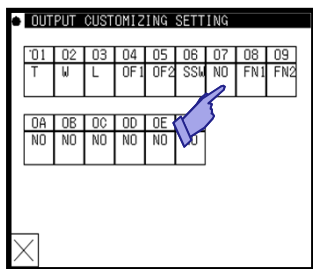 OUTPUT CUSTOMIZING SETTING
01 02 03 04 05 06 07 08 09
T W L OF1 OF2 SSW NO FN1 FN2
0A 0B 0C 0D 0E
NO NO NO NO NO NO